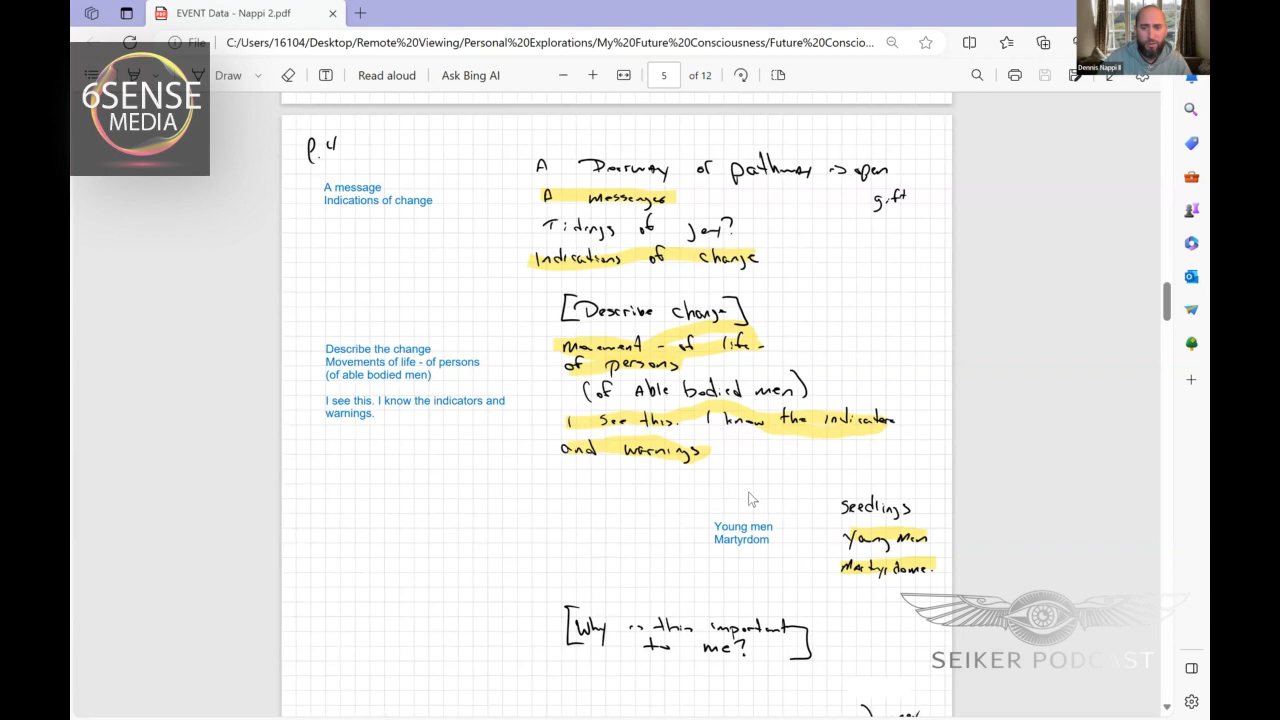 EVENT Data - Nappi 2.pdf
File
C:/Users/16104/Desktop/Remote%20Viewing/Personal%20Explorations/My%20Future%20Consciousness/Future%20Conscio...
Dennis Nappi II
Draw
Read aloud
Ask Bing AI
5 of 12
6SENSE
MEDIA
P.4
A Doorway or pathway is open
gift
A message
Indications of change
A message
Tidings of joy?
Indications of change
[Describe change]
Describe the change
Movements of life - of persons
(of able bodied men)
I see this. I know the indicators and
warnings.
Movement - of life -
of persons
(of Able bodied men)
I see this. I know the indicators
and warnings
seedlings
Young men
Martyrdom
Young Men
Martyrdome.
[Why is this important
to me?]
SEIKER PODCAST